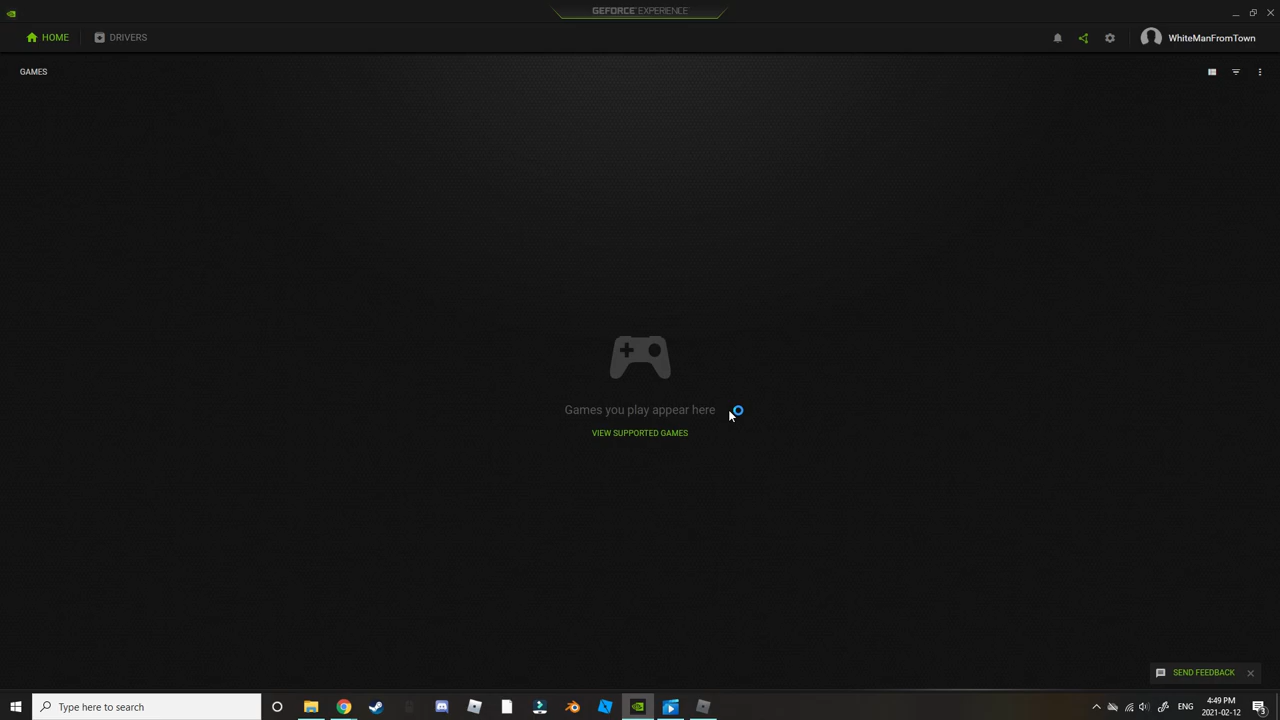 GEFORCE EXPERIENCE
HOME
DRIVERS
WhiteManFromTown
GAMES
Games you play appear here
VIEW SUPPORTED GAMES
SEND FEEDBACK
Type here to search
ENG
4:49 PM
2021-02-12